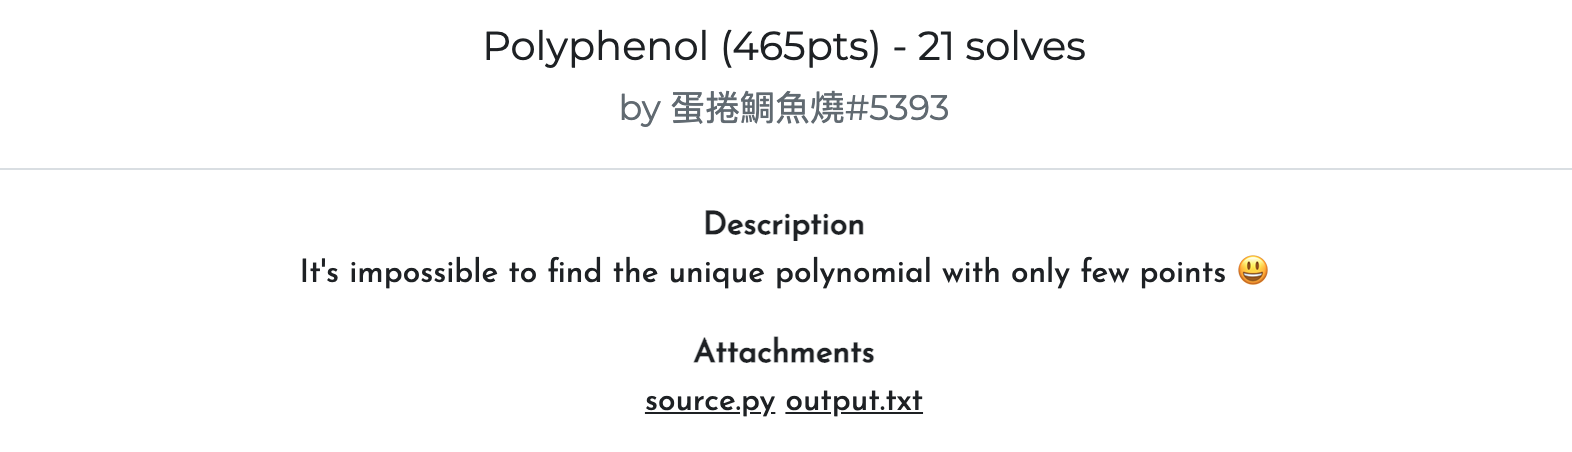 Polyphenol (465pts) - 21 solves
by 蛋捲鯛魚燒#5393
Description
It's impossible to find the unique polynomial with only few points 😃
Attachments
source.py output.txt